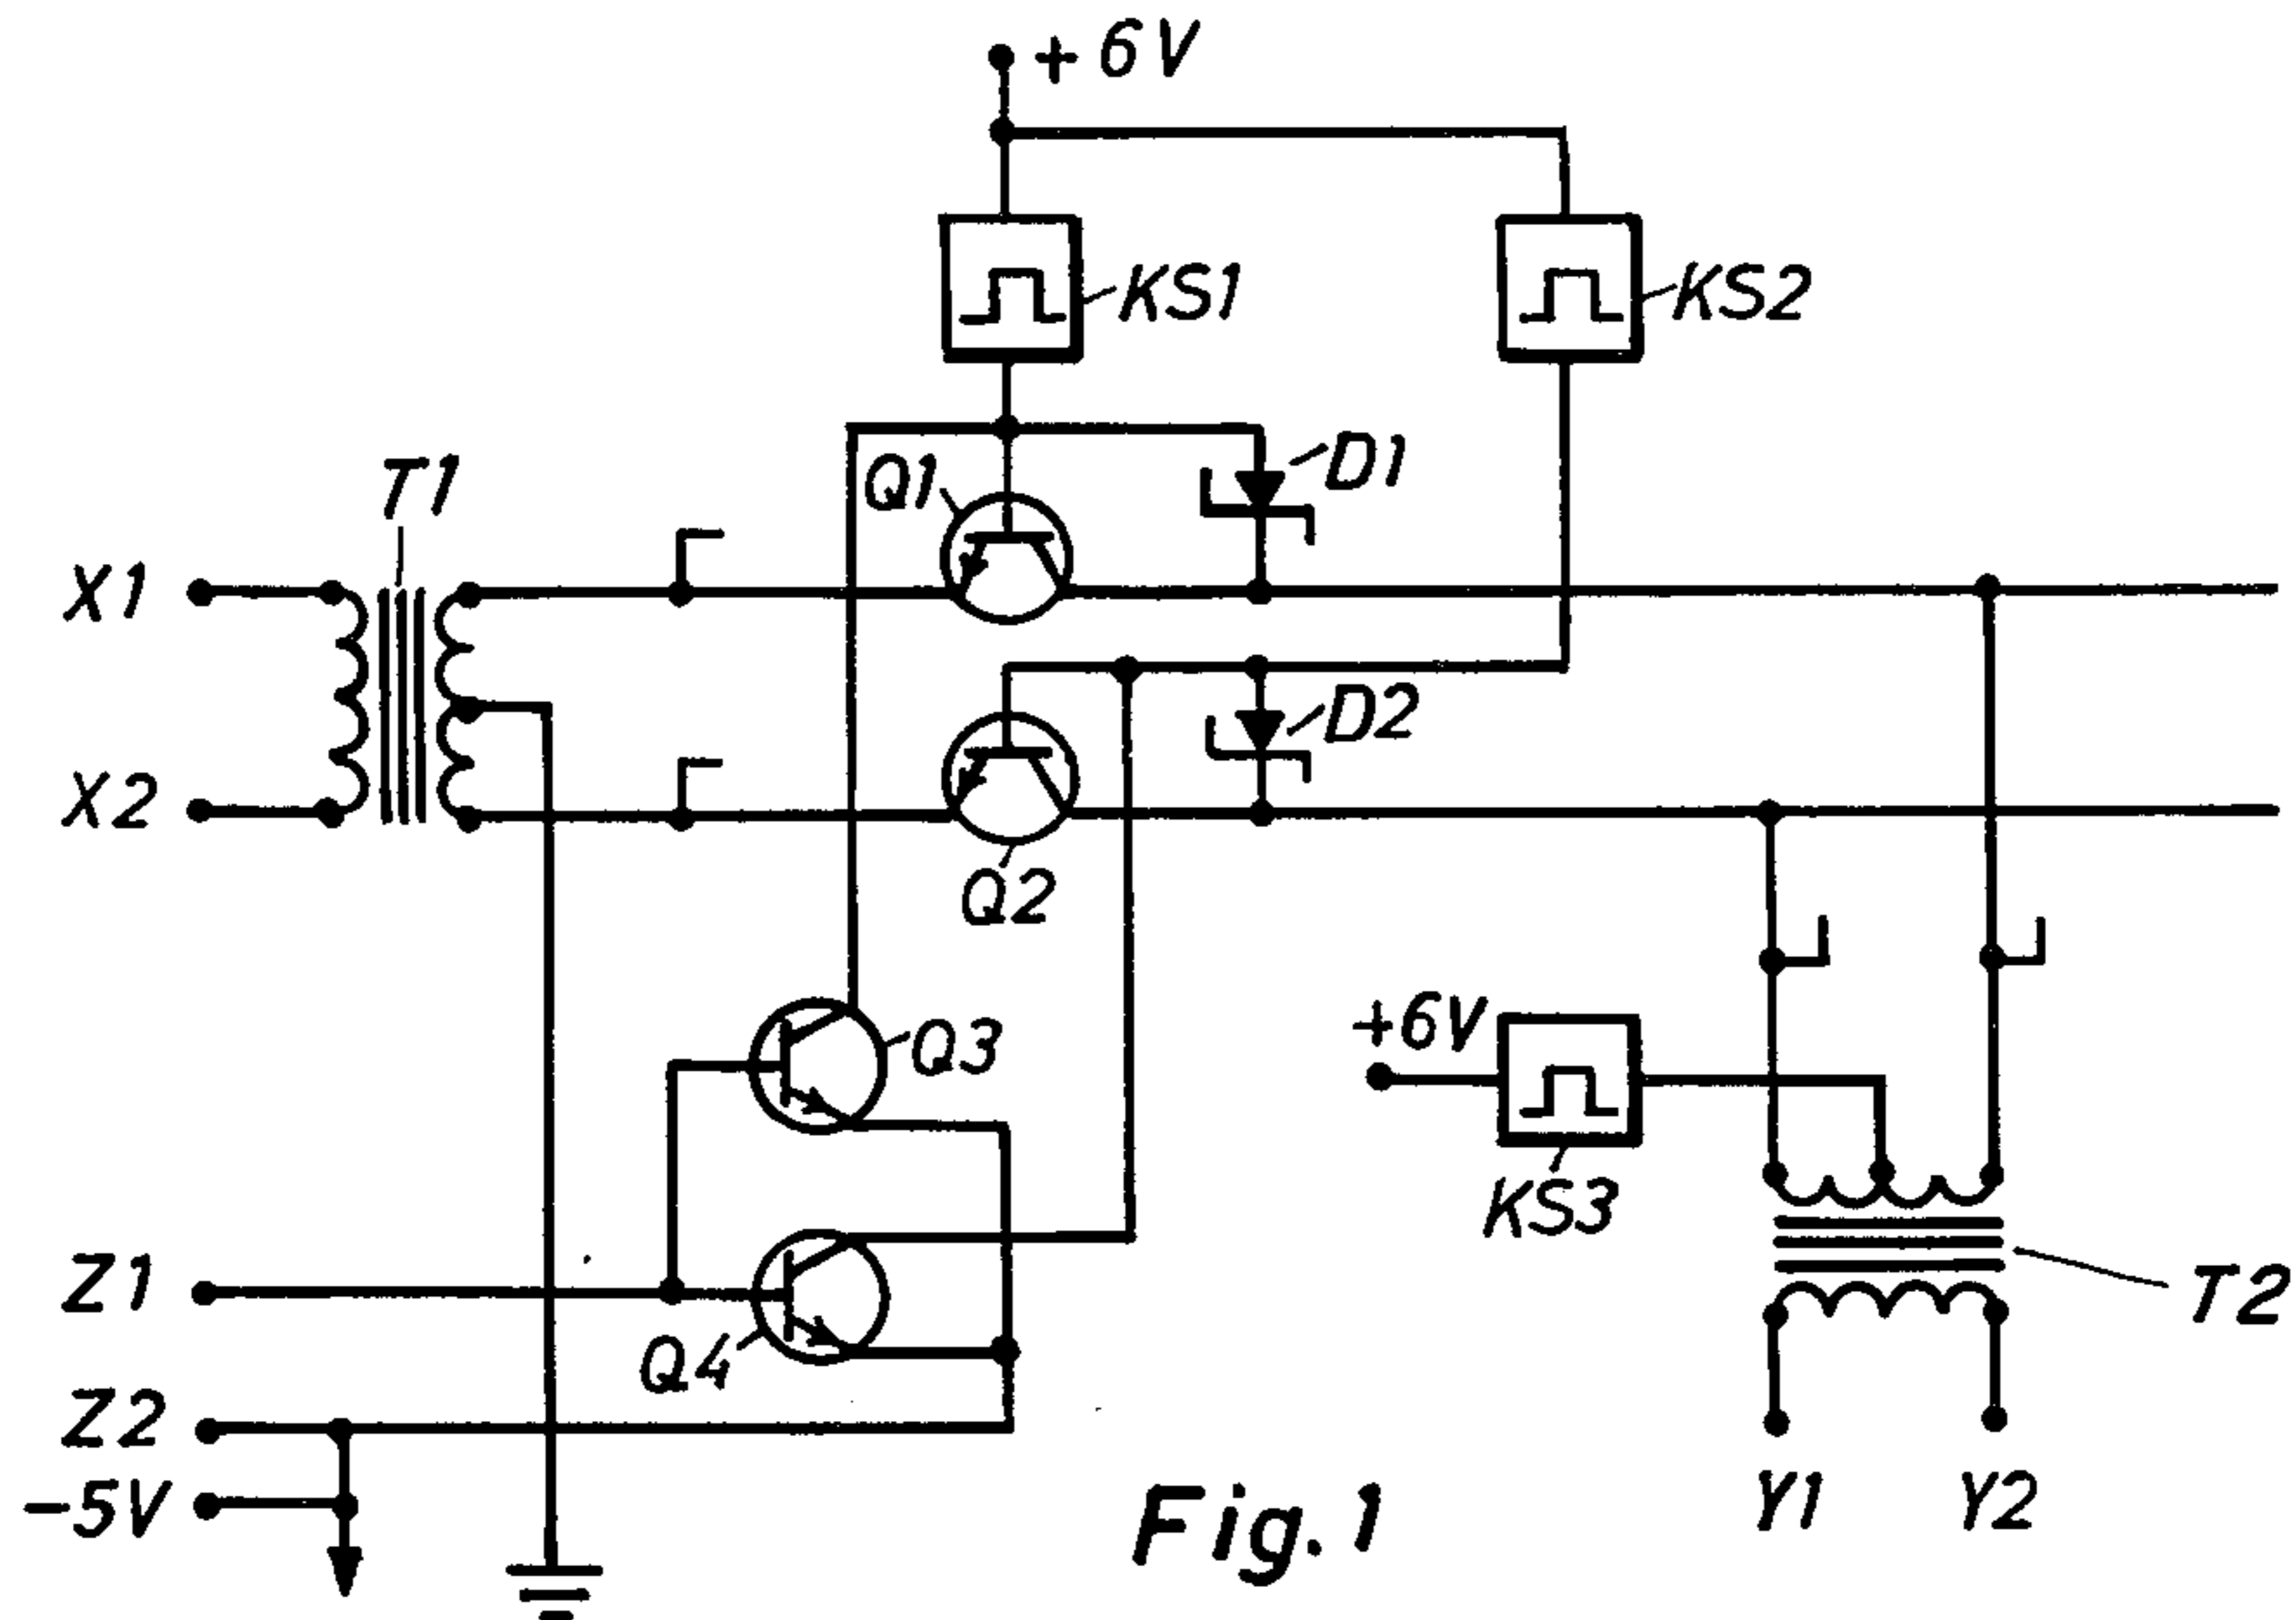 +6V
KS1
KS2
T1
Q1
D1
X1
X2
D2
Q2
Q3
+6V
KS3
Z1
Q4
T2
Z2
-5V
Y1
Y2
Fig. 1